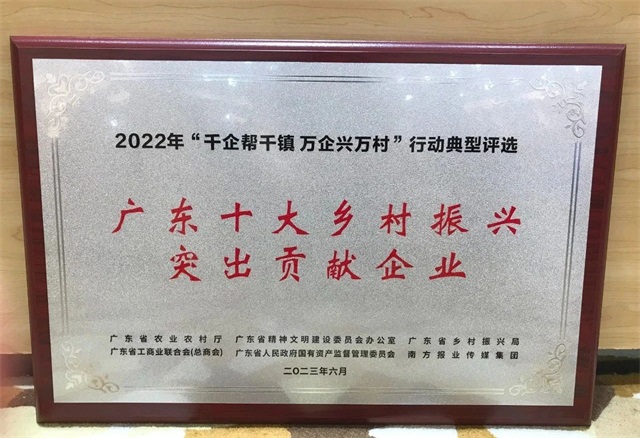 2022年“千企帮千镇 万企兴万村”行动典型评选
广东十大乡村振兴
突出贡献企业
广东省农业农村厅 广东省精神文明建设委员会办公室 广东省乡村振兴局
广东省工商业联合会(总商会) 广东省人民政府国有资产监督管理委员会 南方报业传媒集团
二〇二三年六月